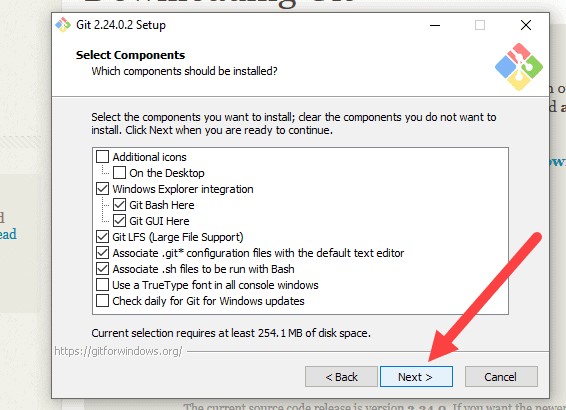 Downloading Git
Git 2.24.0.2 Setup
Select Components
Which components should be installed?
Select the components you want to install; clear the components you do not want to
install. Click Next when you are ready to continue.
Additional icons
On the Desktop
Windows Explorer integration
Git Bash Here
Git GUI Here
Git LFS (Large File Support)
Associate .git* configuration files with the default text editor
Associate .sh files to be run with Bash
Use a TrueType font in all console windows
Check daily for Git for Windows updates
Current selection requires at least 254.1 MB of disk space.
https://gitforwindows.org/
< Back
Next >
Cancel
The current source code release is version 2.24.0. If you want the newer